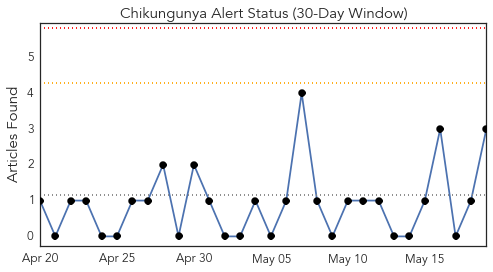 Chikungunya Alert Status (30-Day Window)
Articles Found
5
4
3
2
1
0
Apr 20
Apr 25
Apr 30
May 05
May 10
May 15